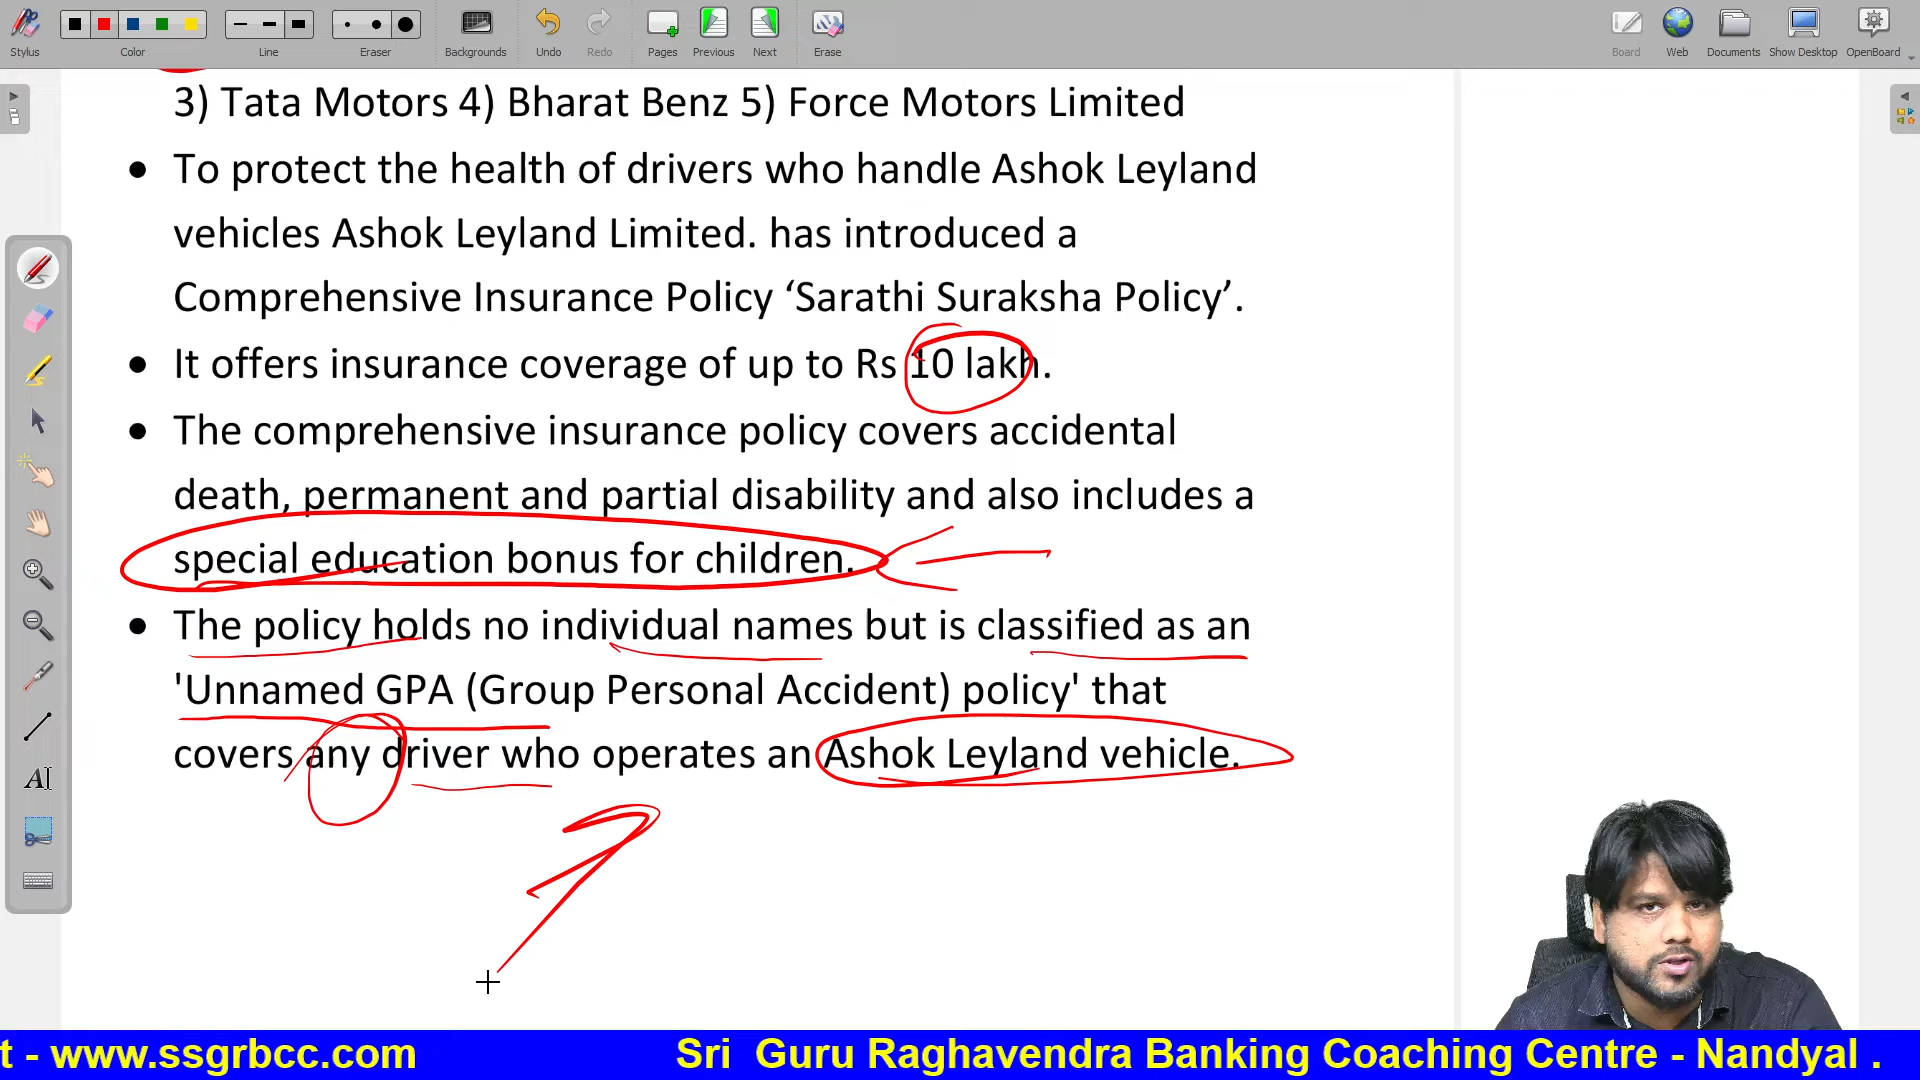 Stylus
Color
Line
Eraser
Backgrounds
Undo
Redo
Pages
Previous
Next
Erase
Board
Web
Documents
Show Desktop
OpenBoard
3) Tata Motors 4) Bharat Benz 5) Force Motors Limited
• To protect the health of drivers who handle Ashok Leyland
vehicles Ashok Leyland Limited. has introduced a
Comprehensive Insurance Policy ‘Sarathi Suraksha Policy’.
• It offers insurance coverage of up to Rs 10 lakh.
• The comprehensive insurance policy covers accidental
death, permanent and partial disability and also includes a
special education bonus for children.
• The policy holds no individual names but is classified as an
'Unnamed GPA (Group Personal Accident) policy' that
covers any driver who operates an Ashok Leyland vehicle.
t - www.ssgrbcc.com Sri Guru Raghavendra Banking Coaching Centre - Nandyal .